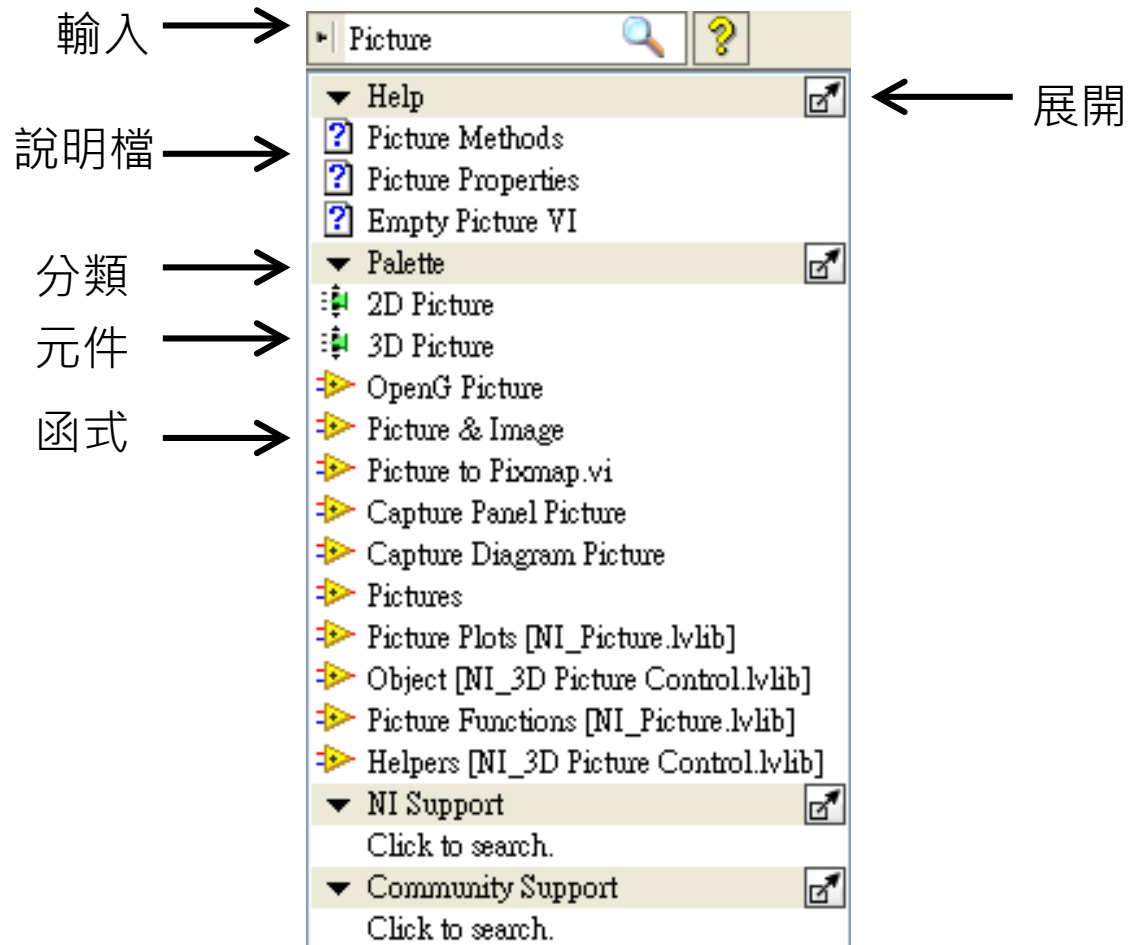 輸入
Picture
Help
展開
說明檔
Picture Methods
Picture Properties
Empty Picture VI
分類
Palette
2D Picture
元件
3D Picture
OpenG Picture
函式
Picture & Image
Picture to Pixmap.vi
Capture Panel Picture
Capture Diagram Picture
Pictures
Picture Plots [NI_Picture.lvlib]
Object [NI_3D Picture Control.lvlib]
Picture Functions [NI_Picture.lvlib]
Helpers [NI_3D Picture Control.lvlib]
NI Support
Click to search.
Community Support
Click to search.